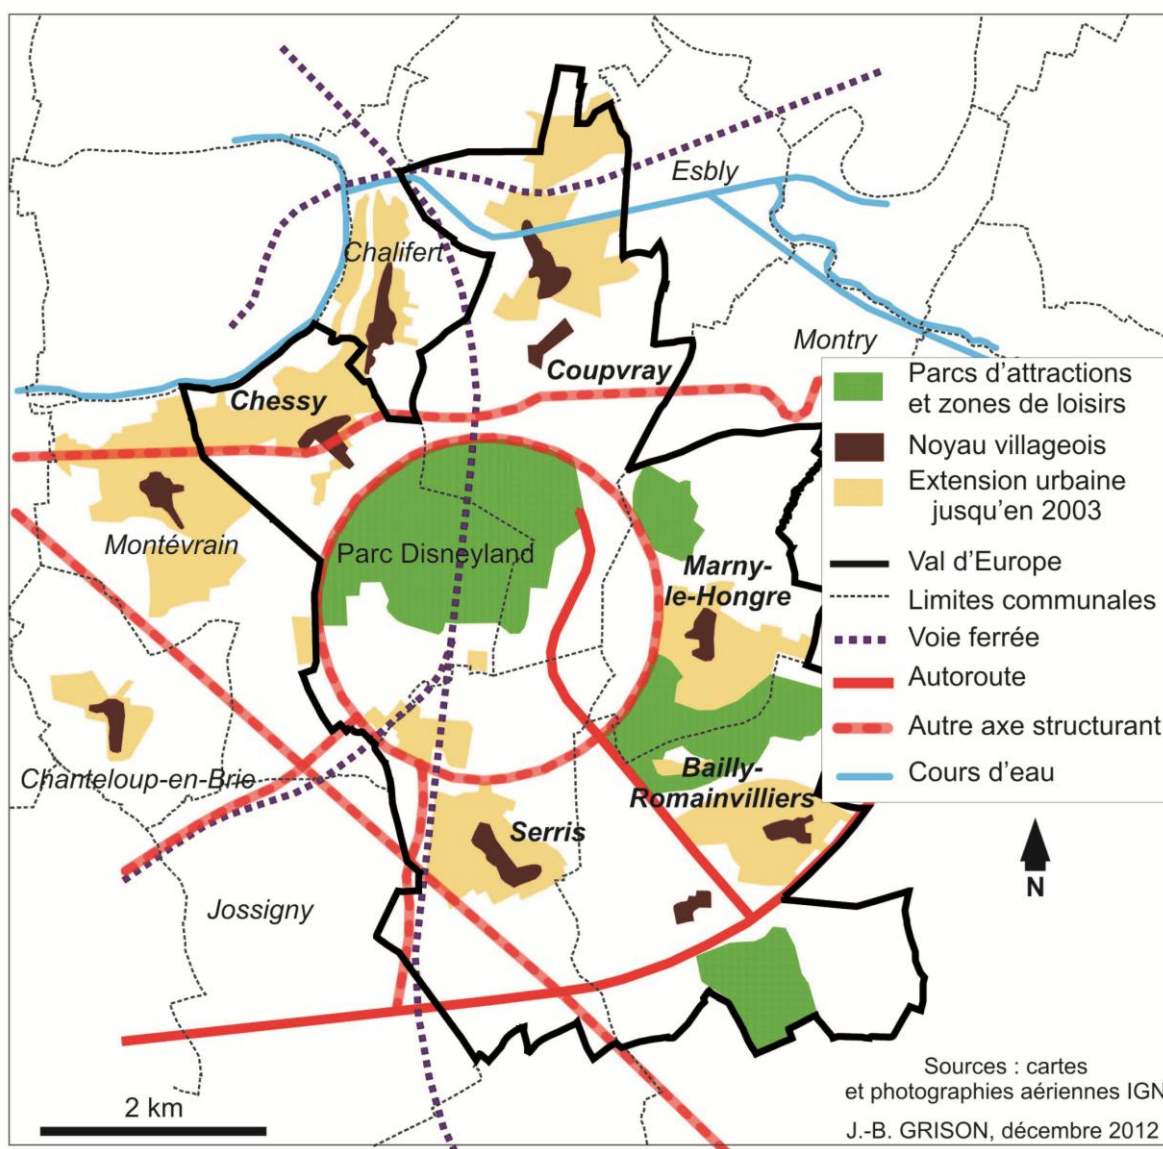 Esbly
Chalifert
Montry
Coupvray
Chessy
Montévrain
Parc Disneyland
Marny-
le-Hongre
Chanteloup-en-Brie
Bailly-
Romainvilliers
Serris
Jossigny
Parcs d'attractions
et zones de loisirs
Noyau villageois
Extension urbaine
jusqu'en 2003
Val d'Europe
Limites communales
Voie ferrée
Autoroute
Autre axe structurant
Cours d'eau
N
2 km
Sources : cartes
et photographies aériennes IGN
J.-B. GRISON, décembre 2012